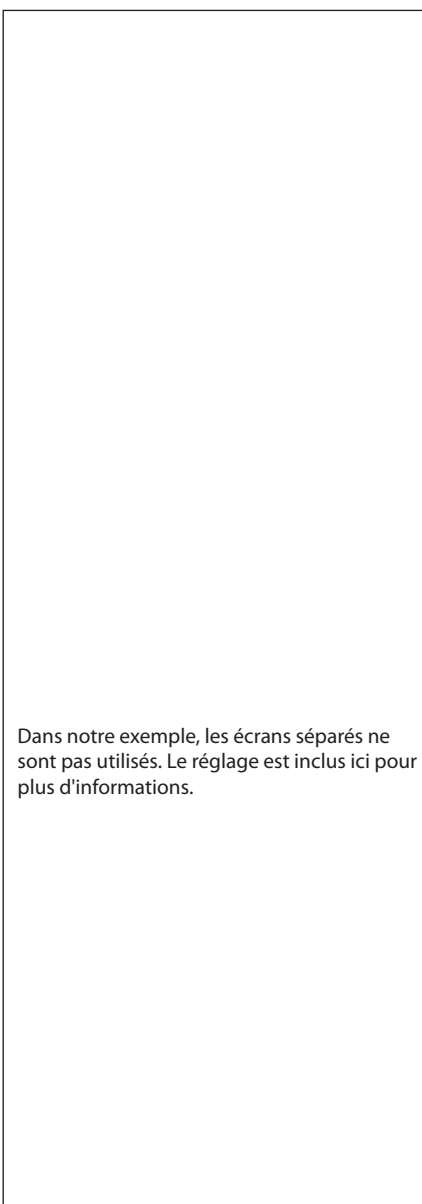 Dans notre exemple, les écrans séparés ne
sont pas utilisés. Le réglage est inclus ici pour
plus d'informations.